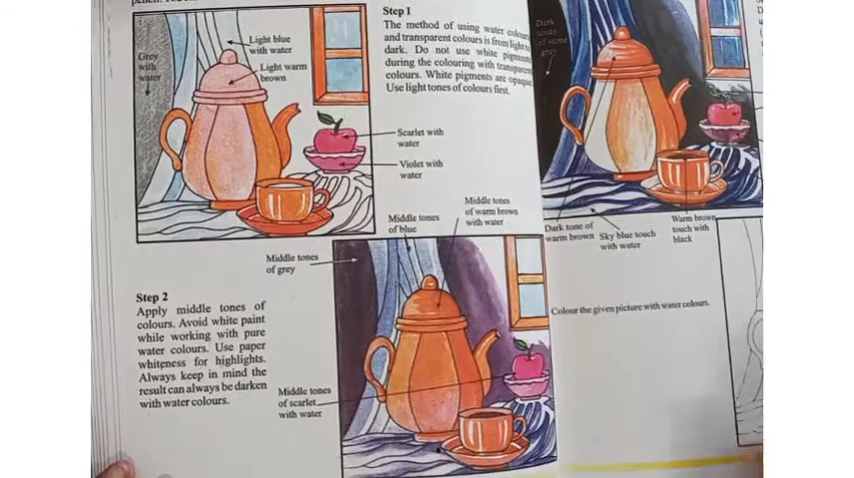 Step 1
The method of using water colours
and transparent colours is from light to
dark. Do not use white pigments
during the colouring with transparent
colours. White pigments are opaque.
Use light tones of colours first.
Grey
with
water
Light blue
with water
Light warm
brown
Scarlet with
water
Violet with
water
Step 2
Apply middle tones of
colours. Avoid white paint
while working with pure
water colours. Use paper
whiteness for highlights.
Always keep in mind the
result can always be darken
with water colours.
Middle tones
of grey
Middle tones
of blue
Middle tones
of warm brown
with water
Middle tones
of scarlet
with water
Dark
tones
of
grey
Dark tone of
warm brown
Sky blue touch
with water
Warm brown
touch with
black
Colour the given picture with water colours.